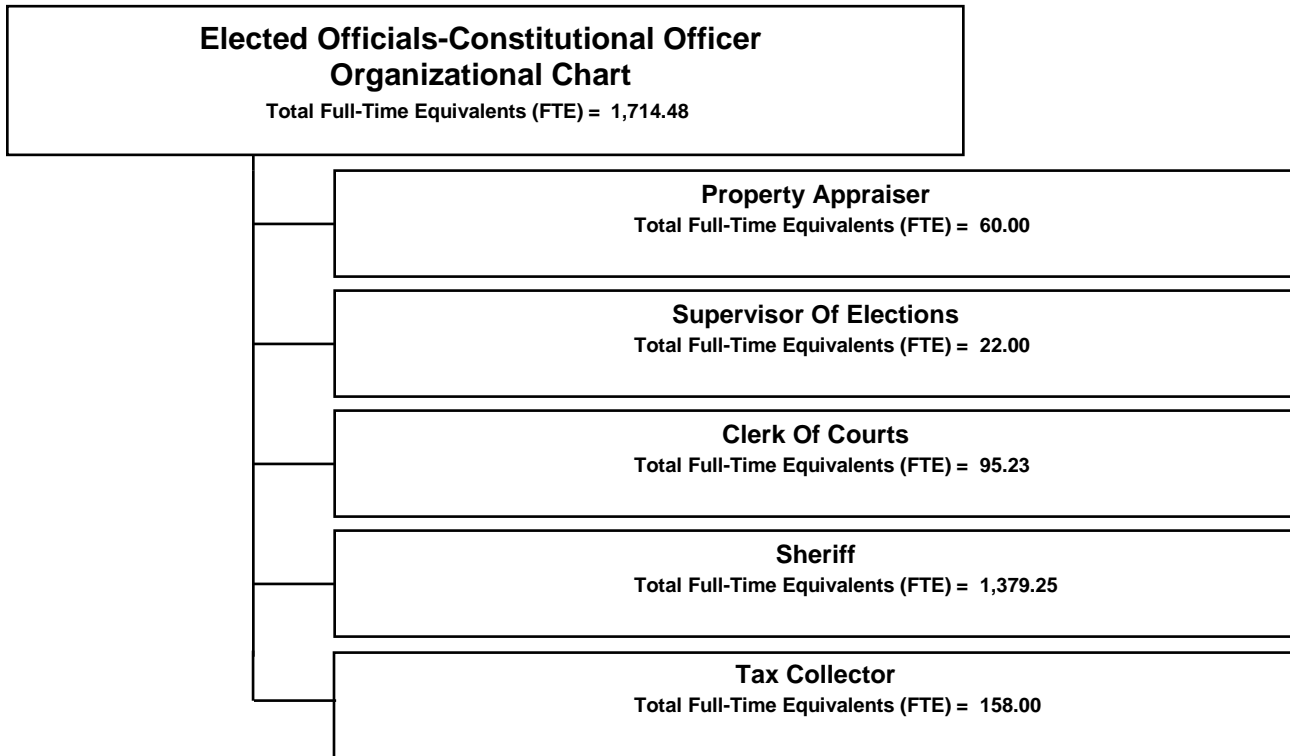 Elected Officials-Constitutional Officer
Organizational Chart
Total Full-Time Equivalents (FTE) = 1,714.48
Property Appraiser
Total Full-Time Equivalents (FTE) = 60.00
Supervisor Of Elections
Total Full-Time Equivalents (FTE) = 22.00
Clerk Of Courts
Total Full-Time Equivalents (FTE) = 95.23
Sheriff
Total Full-Time Equivalents (FTE) = 1,379.25
Tax Collector
Total Full-Time Equivalents (FTE) = 158.00